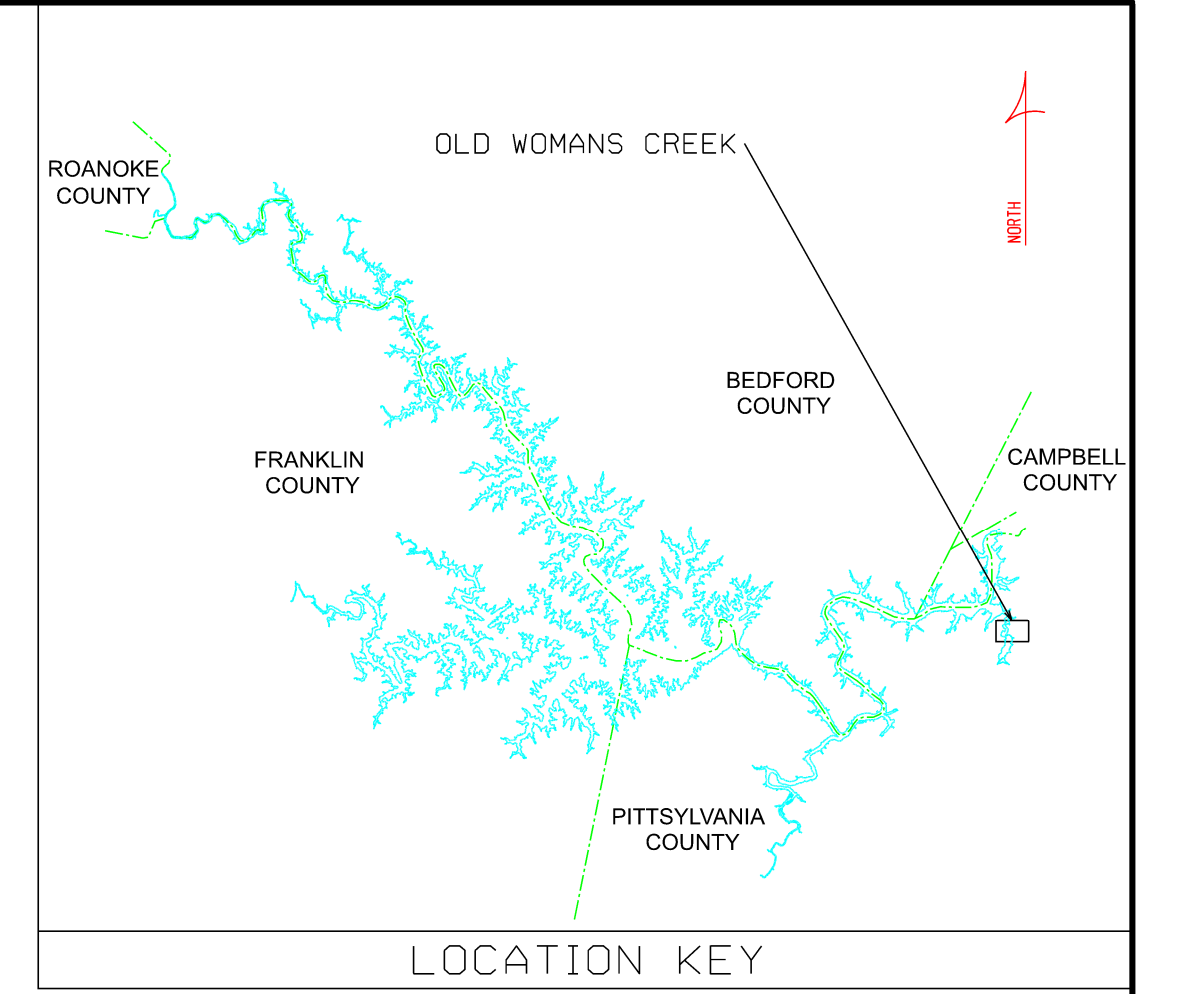 OLD WOMANS CREEK
ROANOKE
COUNTY
NORTH
BEDFORD
COUNTY
FRANKLIN
COUNTY
CAMPBELL
COUNTY
PITTSYLVANIA
COUNTY
LOCATION KEY